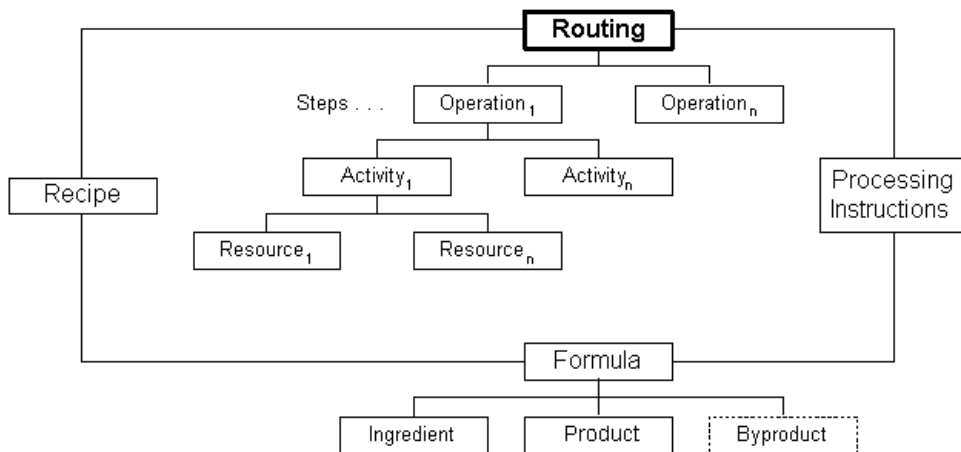 Routing
Steps . . . Operation₁ Operationₙ
Activity₁ Activityₙ
Recipe
Processing
Instructions
Resource₁ Resourceₙ
Formula
Ingredient Product Byproduct